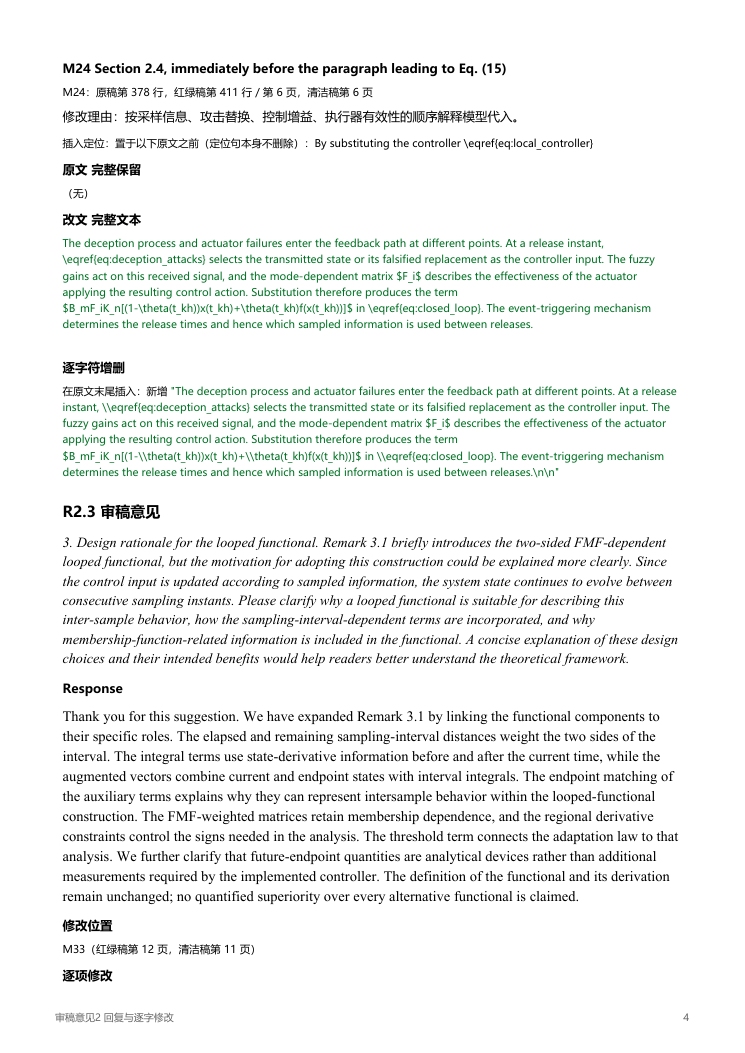 M24 Section 2.4, immediately before the paragraph leading to Eq. (15)
M24：原稿第 378 行，红绿稿第 411 行 / 第 6 页，清洁稿第 6 页
修改理由：按采样信息、攻击替换、控制增益、执行器有效性的顺序解释模型代入。
插入定位：置于以下原文之前（定位句本身不删除）：By substituting the controller \eqref{eq:local_controller}
原文 完整保留
（无）
改文 完整文本
The deception process and actuator failures enter the feedback path at different points. At a release instant,
\eqref{eq:deception_attacks} selects the transmitted state or its falsified replacement as the controller input. The fuzzy
gains act on this received signal, and the mode-dependent matrix $F_i$ describes the effectiveness of the actuator
applying the resulting control action. Substitution therefore produces the term
$B_mF_iK_n[(1-\theta(t_kh))x(t_kh)+\theta(t_kh)f(x(t_kh))]$ in \eqref{eq:closed_loop}. The event-triggering mechanism
determines the release times and hence which sampled information is used between releases.
逐字符增删
在原文末尾插入：新增 "The deception process and actuator failures enter the feedback path at different points. At a release
instant, \\eqref{eq:deception_attacks} selects the transmitted state or its falsified replacement as the controller input. The
fuzzy gains act on this received signal, and the mode-dependent matrix $F_i$ describes the effectiveness of the actuator
applying the resulting control action. Substitution therefore produces the term
$B_mF_iK_n[(1-\\theta(t_kh))x(t_kh)+\\theta(t_kh)f(x(t_kh))]$ in \\eqref{eq:closed_loop}. The event-triggering mechanism
determines the release times and hence which sampled information is used between releases.\n\n"
R2.3 审稿意见
3. Design rationale for the looped functional. Remark 3.1 briefly introduces the two-sided FMF-dependent
looped functional, but the motivation for adopting this construction could be explained more clearly. Since
the control input is updated according to sampled information, the system state continues to evolve between
consecutive sampling instants. Please clarify why a looped functional is suitable for describing this
inter-sample behavior, how the sampling-interval-dependent terms are incorporated, and why
membership-function-related information is included in the functional. A concise explanation of these design
choices and their intended benefits would help readers better understand the theoretical framework.
Response
Thank you for this suggestion. We have expanded Remark 3.1 by linking the functional components to
their specific roles. The elapsed and remaining sampling-interval distances weight the two sides of the
interval. The integral terms use state-derivative information before and after the current time, while the
augmented vectors combine current and endpoint states with interval integrals. The endpoint matching of
the auxiliary terms explains why they can represent intersample behavior within the looped-functional
construction. The FMF-weighted matrices retain membership dependence, and the regional derivative
constraints control the signs needed in the analysis. The threshold term connects the adaptation law to that
analysis. We further clarify that future-endpoint quantities are analytical devices rather than additional
measurements required by the implemented controller. The definition of the functional and its derivation
remain unchanged; no quantified superiority over every alternative functional is claimed.
修改位置
M33（红绿稿第 12 页，清洁稿第 11 页）
逐项修改
审稿意见2 回复与逐字修改
4